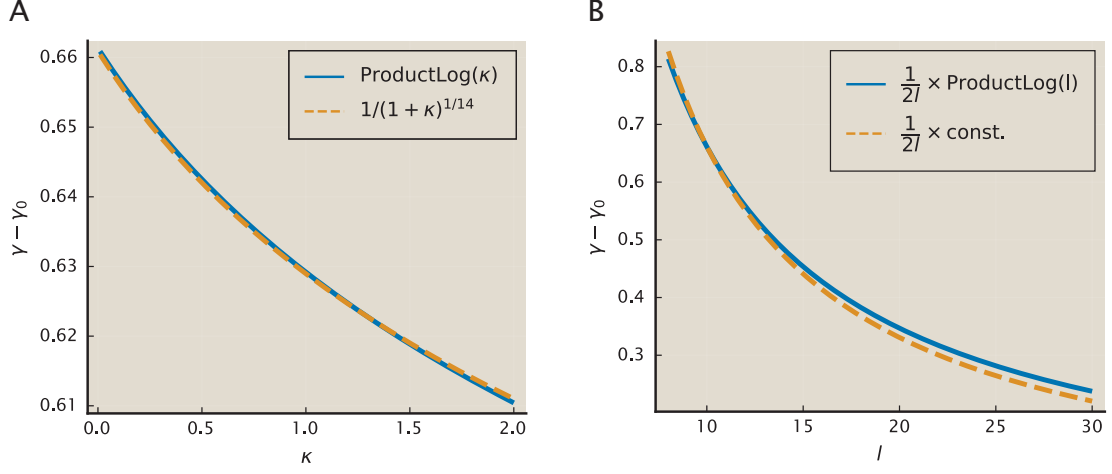 A
0.66
0.65
0.64
0.63
0.62
0.61
γ − γ₀
0.0 0.5 1.0 1.5 2.0
κ
ProductLog(κ)
1/(1 + κ)^{1/14}
B
0.8
0.7
0.6
0.5
0.4
0.3
γ − γ₀
10 15 20 25 30
l
1/2l × ProductLog(l)
1/2l × const.